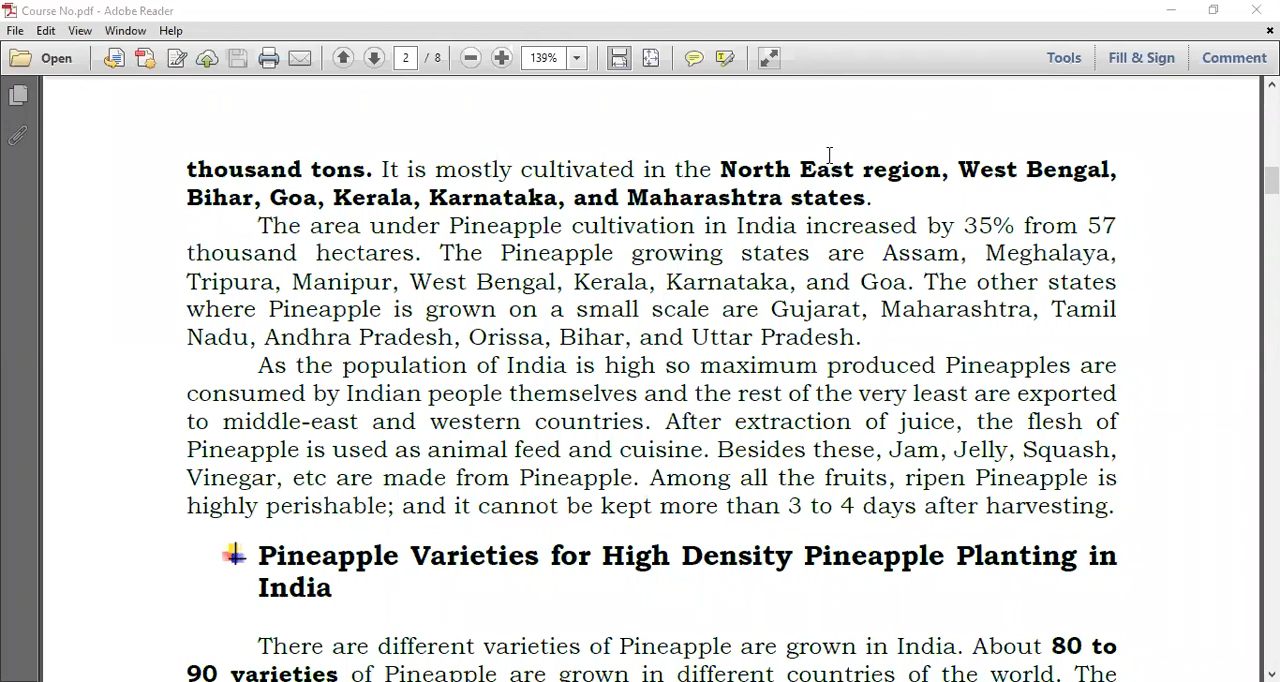 Course No.pdf - Adobe Reader
File Edit View Window Help
Open 2 / 8 139% Tools Fill & Sign Comment
thousand tons. It is mostly cultivated in the North East region, West Bengal,
Bihar, Goa, Kerala, Karnataka, and Maharashtra states.
The area under Pineapple cultivation in India increased by 35% from 57
thousand hectares. The Pineapple growing states are Assam, Meghalaya,
Tripura, Manipur, West Bengal, Kerala, Karnataka, and Goa. The other states
where Pineapple is grown on a small scale are Gujarat, Maharashtra, Tamil
Nadu, Andhra Pradesh, Orissa, Bihar, and Uttar Pradesh.
As the population of India is high so maximum produced Pineapples are
consumed by Indian people themselves and the rest of the very least are exported
to middle-east and western countries. After extraction of juice, the flesh of
Pineapple is used as animal feed and cuisine. Besides these, Jam, Jelly, Squash,
Vinegar, etc are made from Pineapple. Among all the fruits, ripen Pineapple is
highly perishable; and it cannot be kept more than 3 to 4 days after harvesting.
Pineapple Varieties for High Density Pineapple Planting in
India
There are different varieties of Pineapple are grown in India. About 80 to
90 varieties of Pineapple are grown in different countries of the world. The